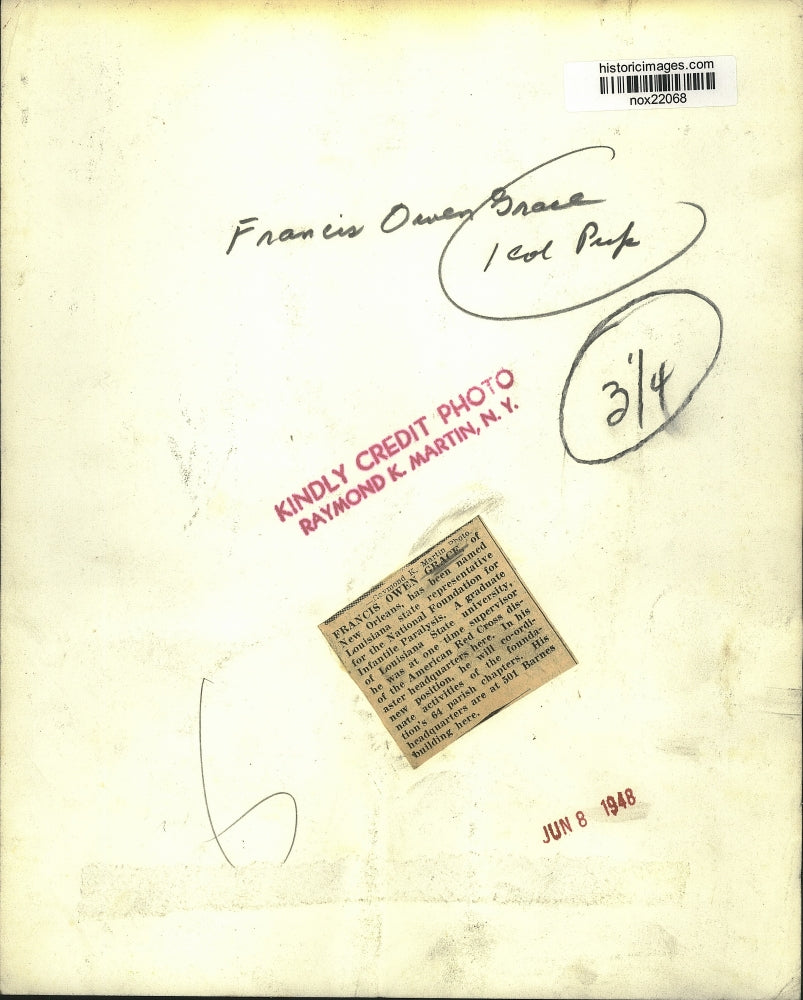 historicimages.com
nox22068
Francis Owen Grace
1 col Pick
3 1/4
KINDLY CREDIT PHOTO
RAYMOND K. MARTIN, N. Y.
Raymond K. Martin photo.
FRANCIS OWEN GRACE, of
New Orleans, has been named
Louisiana state representative
for the National Foundation for
Infantile Paralysis. A graduate
of Louisiana State university,
he was at one time supervisor
of the American Red Cross dis-
aster headquarters here. In his
new position, he will co-ordi-
nate activities of the founda-
tion's 64 parish chapters. His
headquarters are at 501 Barnes
building here.
6
JUN 8 1948